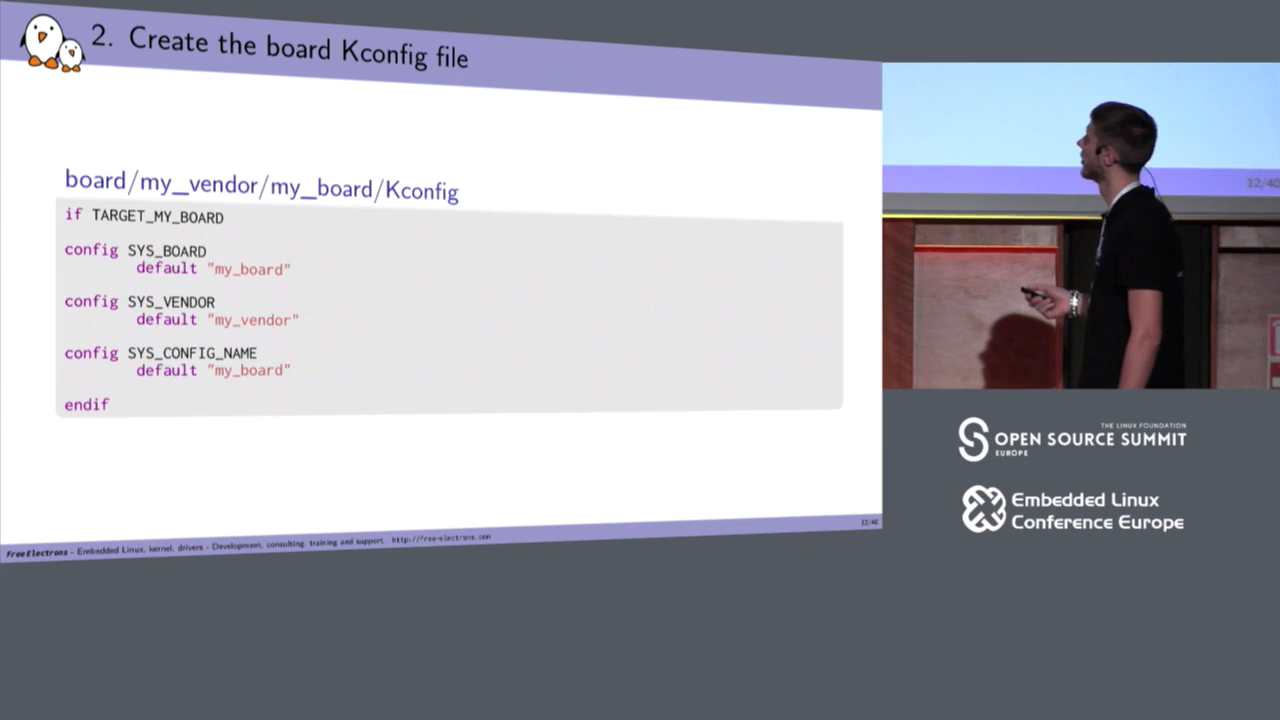 2. Create the board Kconfig file
board/my_vendor/my_board/Kconfig
if TARGET_MY_BOARD
config SYS_BOARD
default "my_board"
config SYS_VENDOR
default "my_vendor"
config SYS_CONFIG_NAME
default "my_board"
endif
12/40
Free Electrons - Embedded Linux, kernel, drivers - Development, consulting, training and support. http://free-electrons.com
12/40
THE LINUX FOUNDATION
OPEN SOURCE SUMMIT
EUROPE
Embedded Linux
Conference Europe